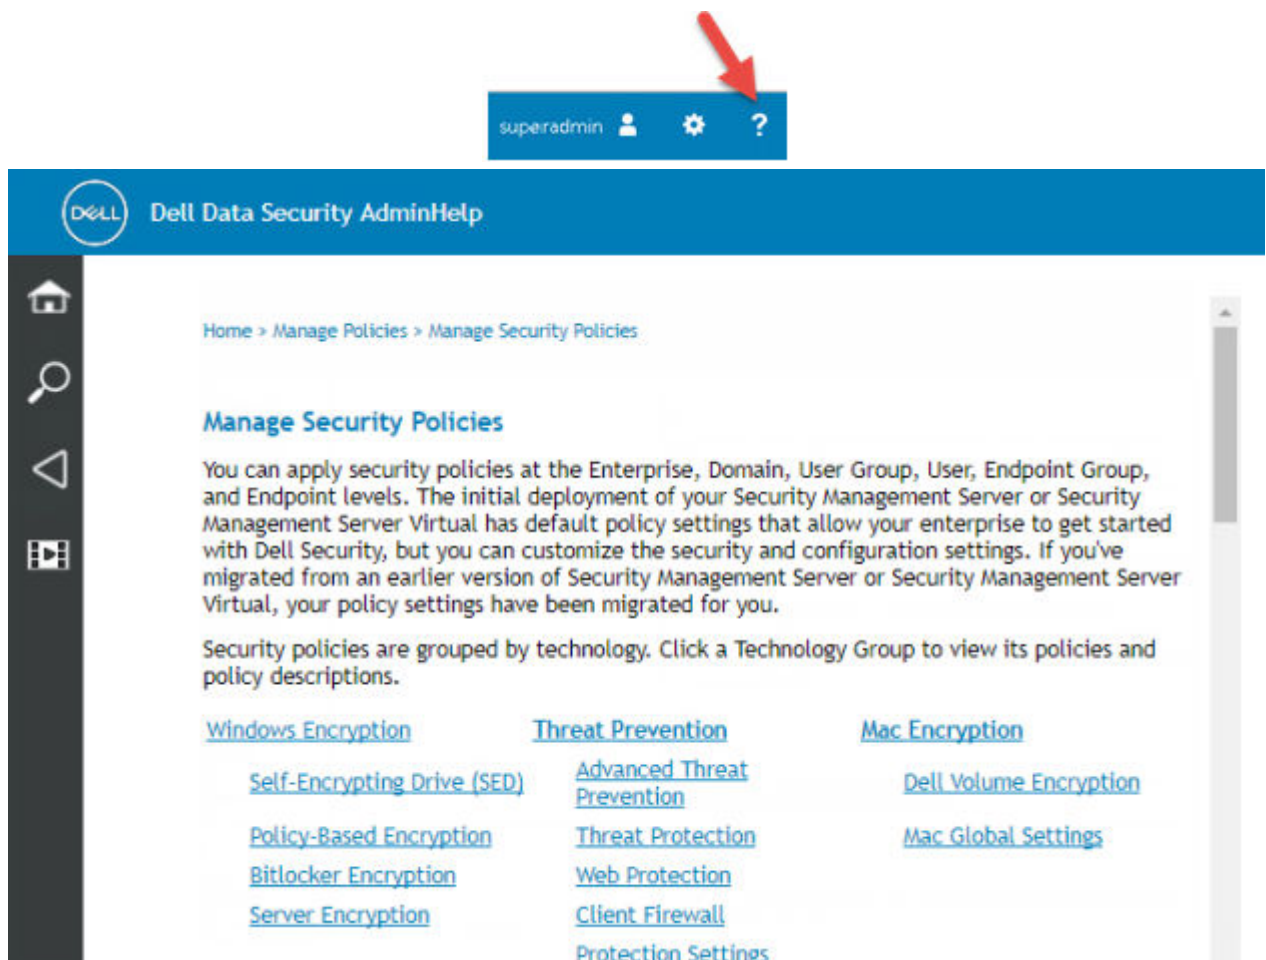 superadmin ?
DELL Dell Data Security AdminHelp
Home > Manage Policies > Manage Security Policies
Manage Security Policies
You can apply security policies at the Enterprise, Domain, User Group, User, Endpoint Group,
and Endpoint levels. The initial deployment of your Security Management Server or Security
Management Server Virtual has default policy settings that allow your enterprise to get started
with Dell Security, but you can customize the security and configuration settings. If you've
migrated from an earlier version of Security Management Server or Security Management Server
Virtual, your policy settings have been migrated for you.
Security policies are grouped by technology. Click a Technology Group to view its policies and
policy descriptions.
Windows Encryption
Self-Encrypting Drive (SED)
Policy-Based Encryption
Bitlocker Encryption
Server Encryption
Threat Prevention
Advanced Threat
Prevention
Threat Protection
Web Protection
Client Firewall
Protection Settings
Mac Encryption
Dell Volume Encryption
Mac Global Settings